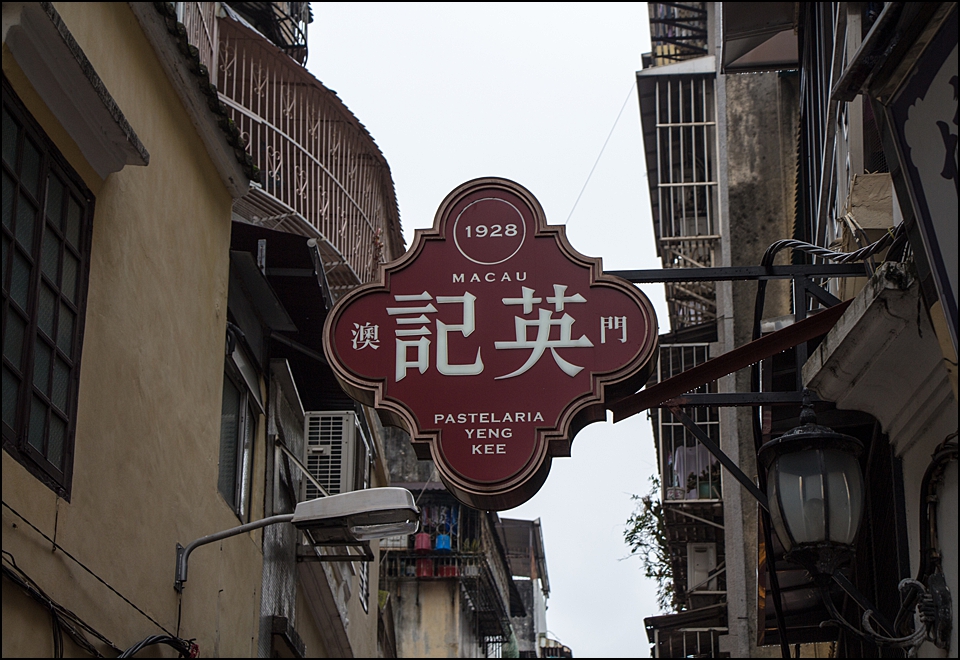 1928
MACAU
澳 記英 門
PASTELARIA
YENG
KEE